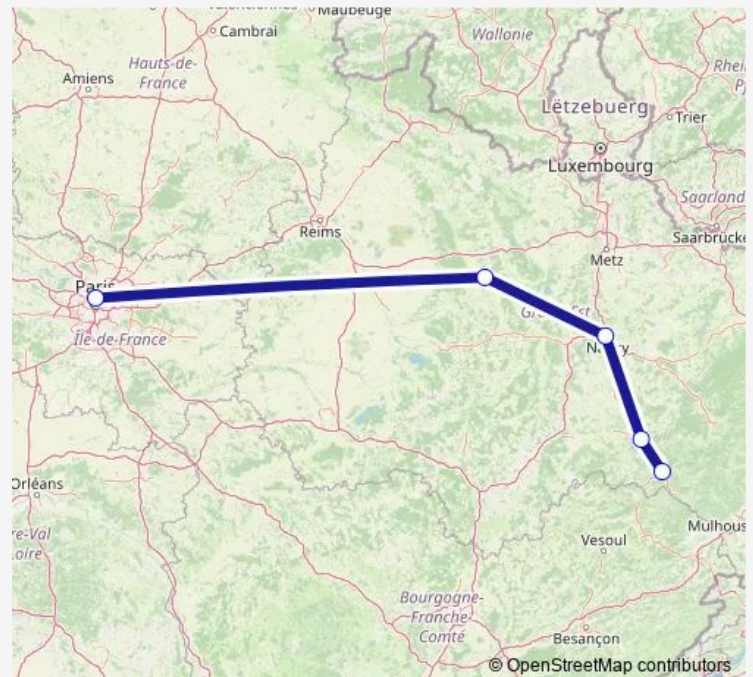 Maubeuge
Cambrai
Wallonie
Hauts-de-
France
Amiens
Lëtzebuerg
Trier
Luxembourg
Reims
Saarland
Saarbrücke
Metz
Paris
Île-de-France
Orléans
Mulhous
Vesoul
Bourgogne-
Franche-
Comté
Besançon
© OpenStreetMap contributors